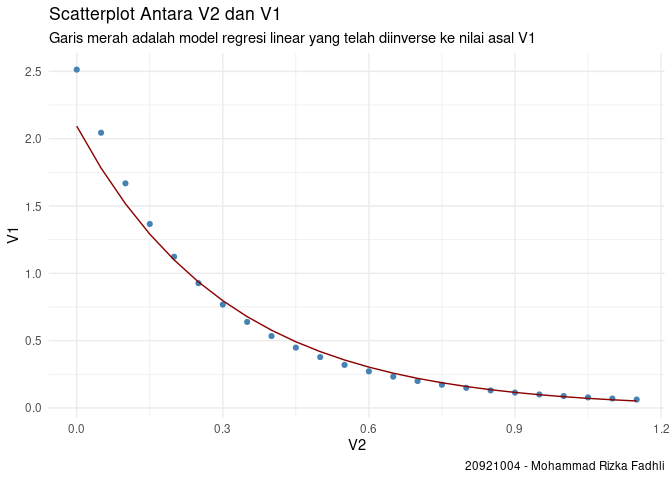 Scatterplot Antara V2 dan V1
Garis merah adalah model regresi linear yang telah diinverse ke nilai asal V1
2.5
2.0
1.5
1.0
0.5
0.0
V1
0.0 0.3 0.6 0.9 1.2
V2
20921004 - Mohammad Rizka Fadhli